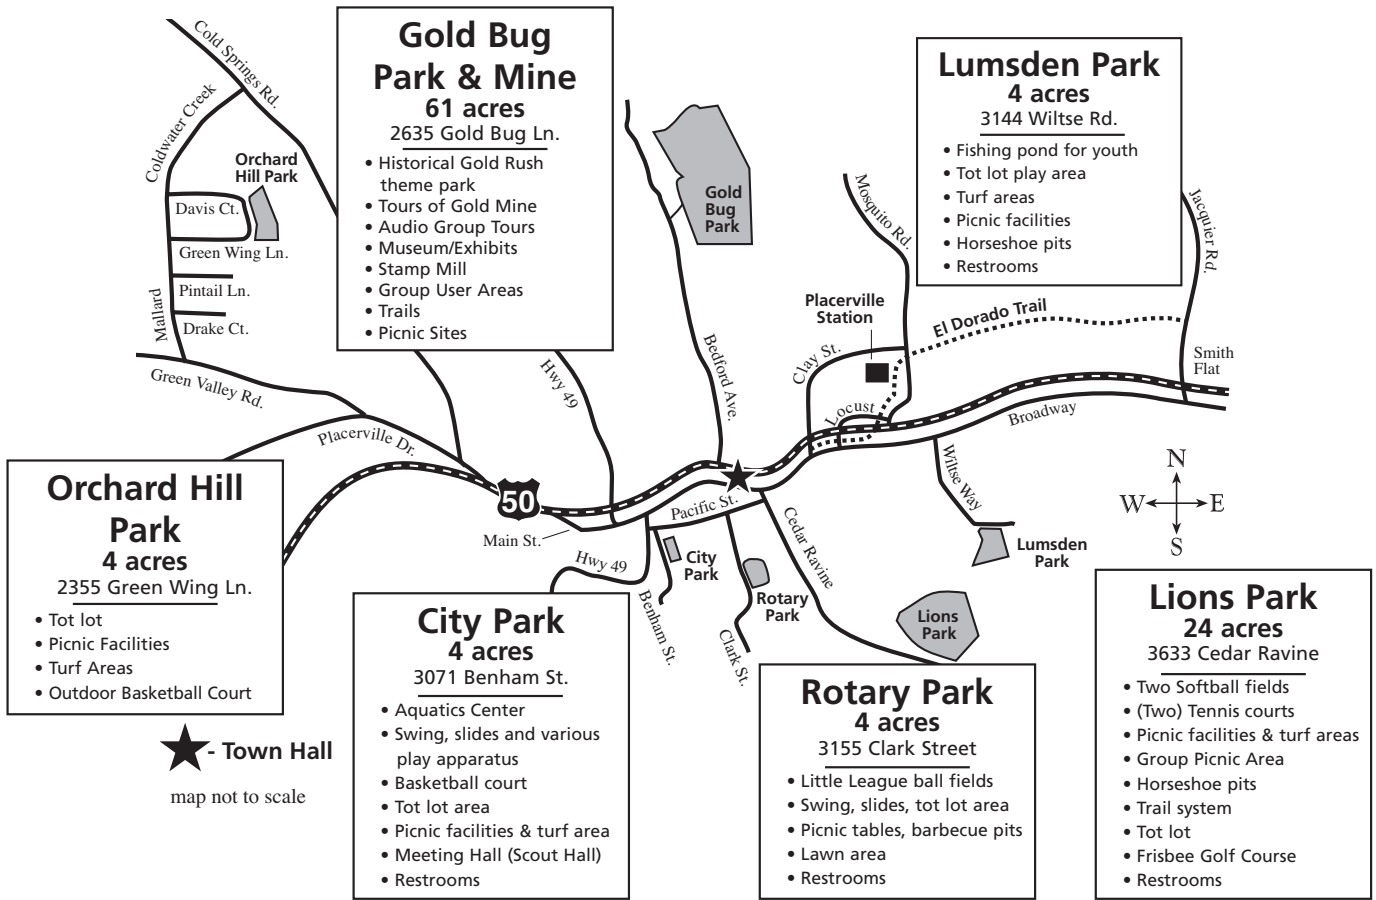 Gold Bug
Park & Mine
61 acres
2635 Gold Bug Ln.
• Historical Gold Rush
theme park
• Tours of Gold Mine
• Audio Group Tours
• Museum/Exhibits
• Stamp Mill
• Group User Areas
• Trails
• Picnic Sites
Lumsden Park
4 acres
3144 Wiltse Rd.
• Fishing pond for youth
• Tot lot play area
• Turf areas
• Picnic facilities
• Horseshoe pits
• Restrooms
Cold Springs Rd.
Coldwater Creek
Orchard
Hill Park
Davis Ct.
Green Wing Ln.
Pintail Ln.
Mallard
Drake Ct.
Green Valley Rd.
Placerville Dr.
Gold
Bug
Park
Mosquito Rd.
Jacquier Rd.
Placerville
Station
El Dorado Trail
Clay St.
Bedford Ave.
Hwy 49
Locust
Smith
Flat
Broadway
Wiltse Way
N
W
E
S
50
Main St.
Pacific St.
Cedar Ravine
Hwy 49
City
Park
Benham St.
Rotary
Park
Clark St.
Lumsden
Park
Lions
Park
Orchard Hill
Park
4 acres
2355 Green Wing Ln.
• Tot lot
• Picnic Facilities
• Turf Areas
• Outdoor Basketball Court
- Town Hall
map not to scale
City Park
4 acres
3071 Benham St.
• Aquatics Center
• Swing, slides and various
play apparatus
• Basketball court
• Tot lot area
• Picnic facilities & turf area
• Meeting Hall (Scout Hall)
• Restrooms
Rotary Park
4 acres
3155 Clark Street
• Little League ball fields
• Swing, slides, tot lot area
• Picnic tables, barbecue pits
• Lawn area
• Restrooms
Lions Park
24 acres
3633 Cedar Ravine
• Two Softball fields
• (Two) Tennis courts
• Picnic facilities & turf areas
• Group Picnic Area
• Horseshoe pits
• Trail system
• Tot lot
• Frisbee Golf Course
• Restrooms